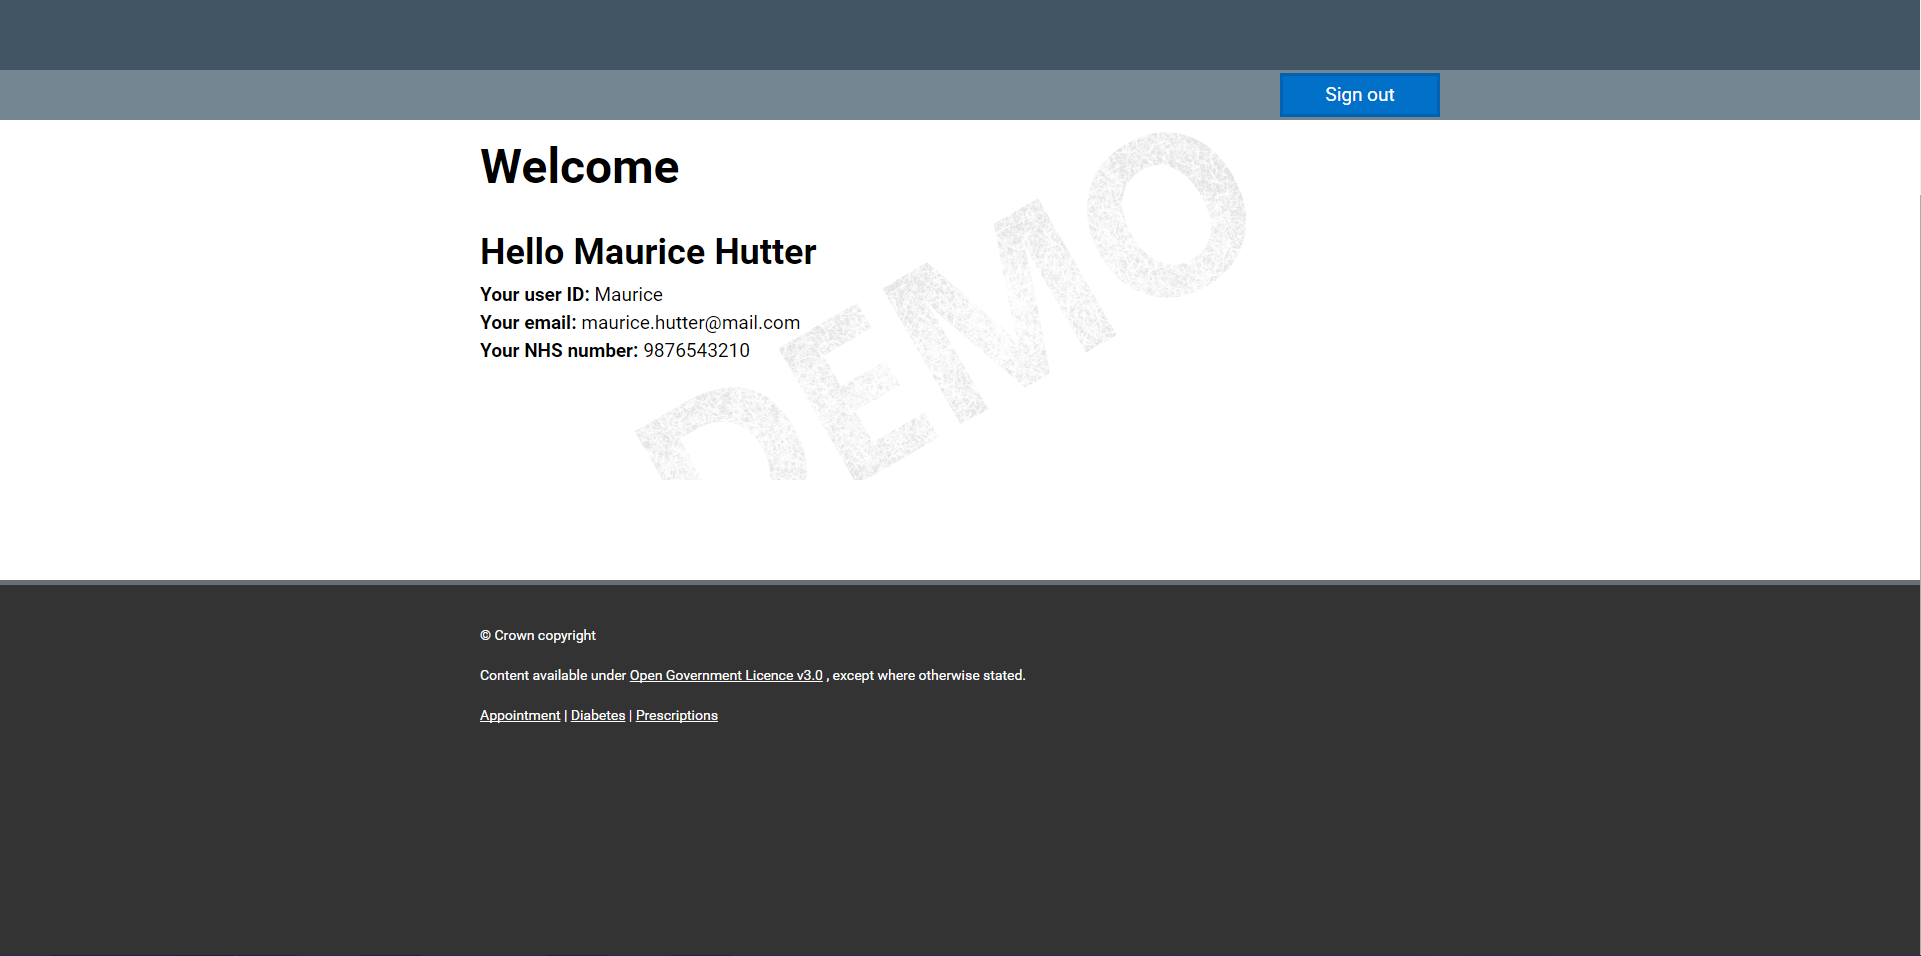 Sign out
Welcome
Hello Maurice Hutter
Your user ID: Maurice
Your email: maurice.hutter@mail.com
Your NHS number: 9876543210
DEMO
© Crown copyright
Content available under Open Government Licence v3.0 , except where otherwise stated.
Appointment | Diabetes | Prescriptions